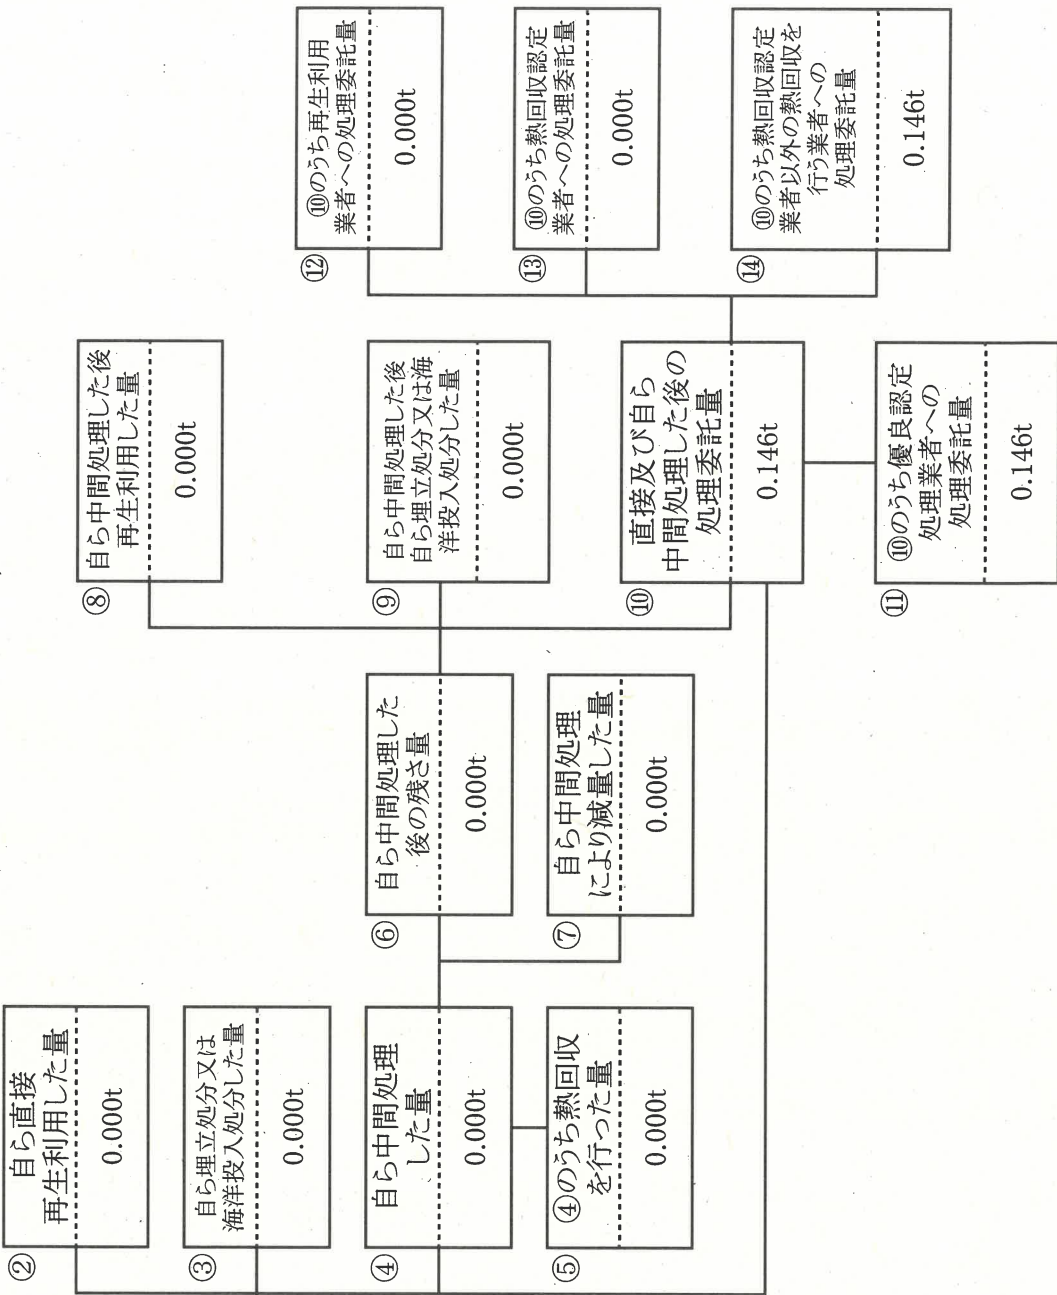 ②
自ら直接
再生利用した量
0.000t
③
自ら埋立処分又は
海洋投入処分した量
0.000t
④
自ら中間処理
した量
0.000t
⑤
④のうち熱回収
を行った量
0.000t
⑥
自ら中間処理した
後の残さ量
0.000t
⑦
自ら中間処理
により減量した量
0.000t
⑧
自ら中間処理した後
再生利用した量
0.000t
⑨
自ら中間処理した後
自ら埋立処分又は海
洋投入処分した量
0.000t
⑩
直接及び自ら
中間処理した後の
処理委託量
0.146t
⑪
⑩のうち優良認定
処理業者への
処理委託量
0.146t
⑫
⑩のうち再生利用
業者への処理委託量
0.000t
⑬
⑩のうち熱回収認定
業者への処理委託量
0.000t
⑭
⑩のうち熱回収認定
業者以外の熱回収を
行う業者への
処理委託量
0.146t